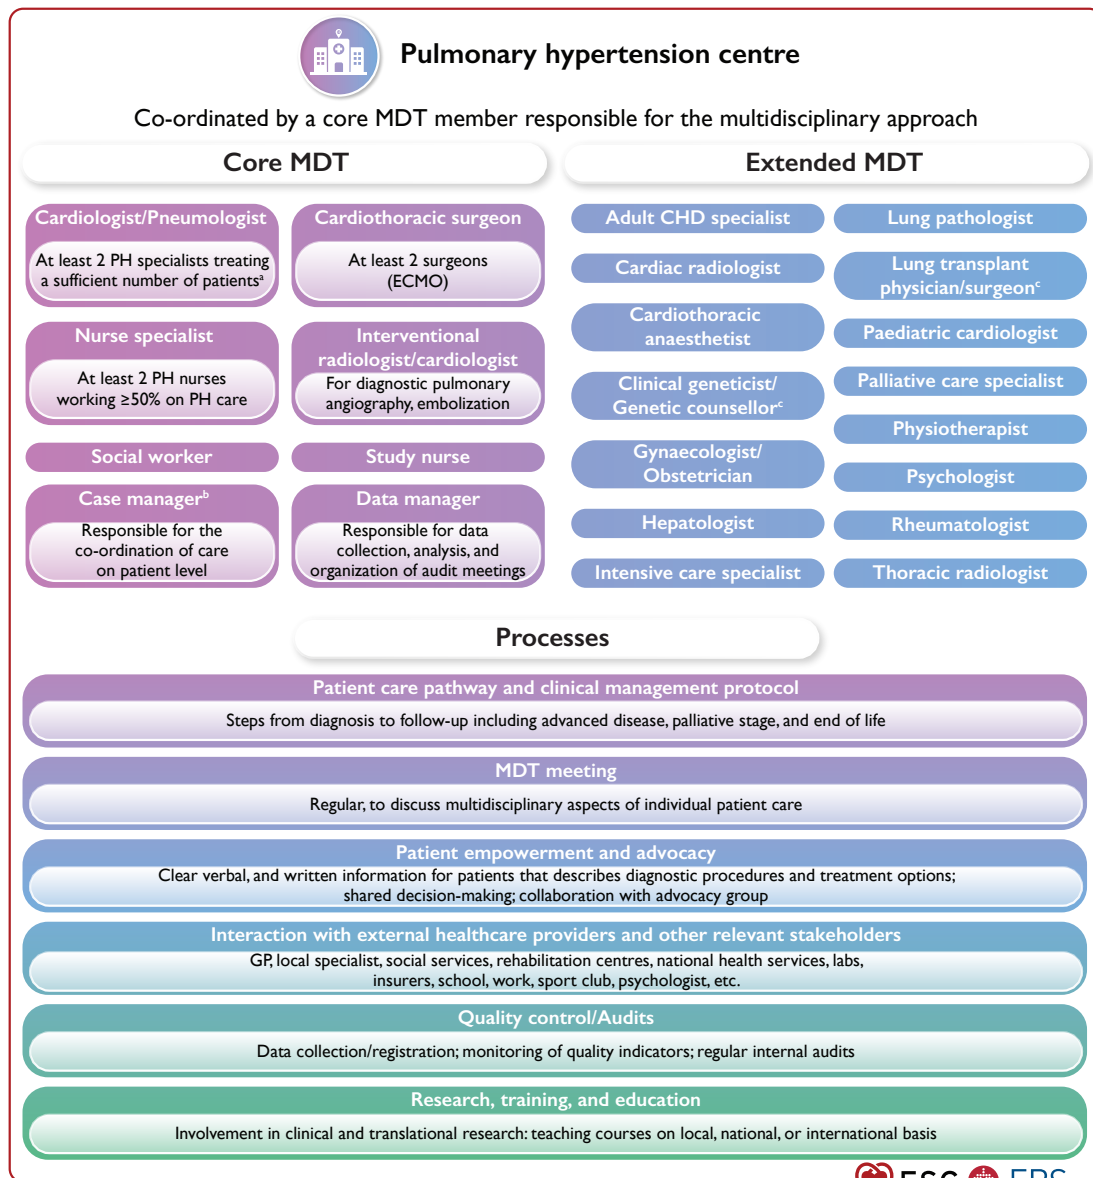 Pulmonary hypertension centre
Co-ordinated by a core MDT member responsible for the multidisciplinary approach
Core MDT
Cardiologist/Pneumologist
At least 2 PH specialists treating
a sufficient number of patientsᵃ
Cardiothoracic surgeon
At least 2 surgeons
(ECMO)
Nurse specialist
At least 2 PH nurses
working ≥50% on PH care
Interventional
radiologist/cardiologist
For diagnostic pulmonary
angiography, embolization
Social worker
Study nurse
Case managerᵇ
Responsible for the
co-ordination of care
on patient level
Data manager
Responsible for data
collection, analysis, and
organization of audit meetings
Extended MDT
Adult CHD specialist
Cardiac radiologist
Cardiothoracic
anaesthetist
Clinical geneticist/
Genetic counsellorᶜ
Gynaecologist/
Obstetrician
Hepatologist
Intensive care specialist
Lung pathologist
Lung transplant
physician/surgeonᶜ
Paediatric cardiologist
Palliative care specialist
Physiotherapist
Psychologist
Rheumatologist
Thoracic radiologist
Processes
Patient care pathway and clinical management protocol
Steps from diagnosis to follow-up including advanced disease, palliative stage, and end of life
MDT meeting
Regular, to discuss multidisciplinary aspects of individual patient care
Patient empowerment and advocacy
Clear verbal, and written information for patients that describes diagnostic procedures and treatment options;
shared decision-making; collaboration with advocacy group
Interaction with external healthcare providers and other relevant stakeholders
GP, local specialist, social services, rehabilitation centres, national health services, labs,
insurers, school, work, sport club, psychologist, etc.
Quality control/Audits
Data collection/registration; monitoring of quality indicators; regular internal audits
Research, training, and education
Involvement in clinical and translational research: teaching courses on local, national, or international basis
ESC ERS